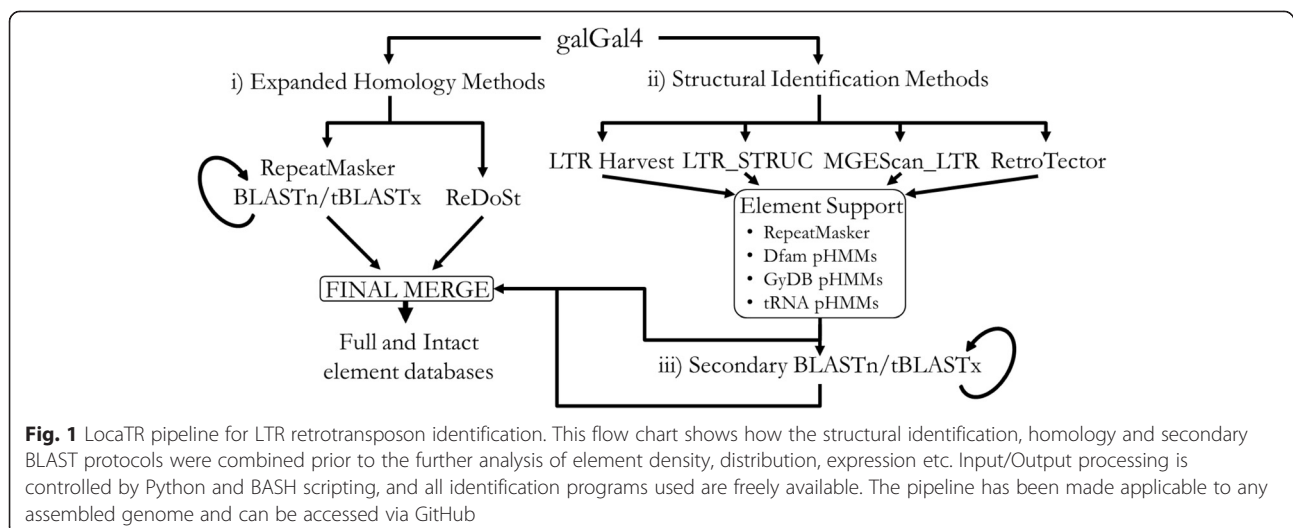 galGal4
i) Expanded Homology Methods
ii) Structural Identification Methods
RepeatMasker
BLASTn/tBLASTx
ReDoSt
LTR Harvest LTR_STRUC MGEScan_LTR RetroTector
Element Support
• RepeatMasker
• Dfam pHMMs
• GyDB pHMMs
• tRNA pHMMs
FINAL MERGE
Full and Intact
element databases
iii) Secondary BLASTn/tBLASTx
Fig. 1 LocaTR pipeline for LTR retrotransposon identification. This flow chart shows how the structural identification, homology and secondary
BLAST protocols were combined prior to the further analysis of element density, distribution, expression etc. Input/Output processing is
controlled by Python and BASH scripting, and all identification programs used are freely available. The pipeline has been made applicable to any
assembled genome and can be accessed via GitHub